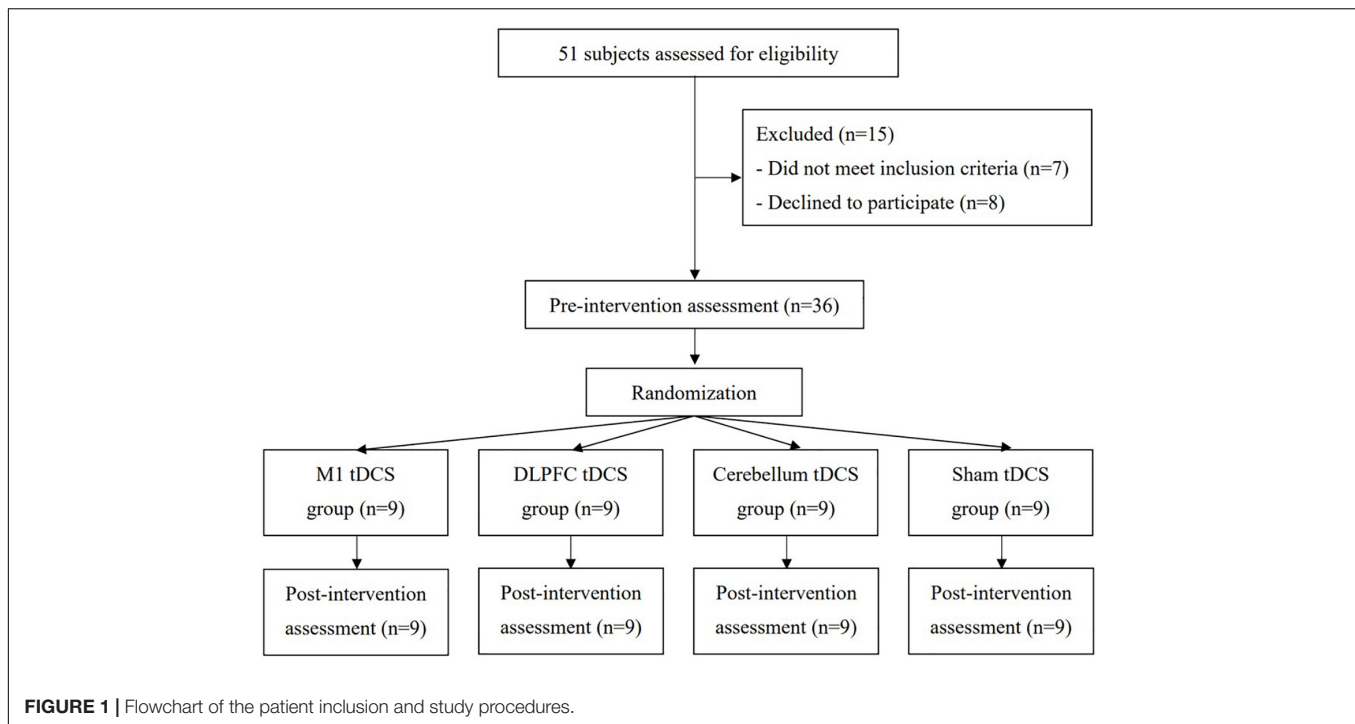 51 subjects assessed for eligibility
Excluded (n=15)
- Did not meet inclusion criteria (n=7)
- Declined to participate (n=8)
Pre-intervention assessment (n=36)
Randomization
M1 tDCS
group (n=9)
DLPFC tDCS
group (n=9)
Cerebellum tDCS
group (n=9)
Sham tDCS
group (n=9)
Post-intervention
assessment (n=9)
Post-intervention
assessment (n=9)
Post-intervention
assessment (n=9)
Post-intervention
assessment (n=9)
FIGURE 1 | Flowchart of the patient inclusion and study procedures.